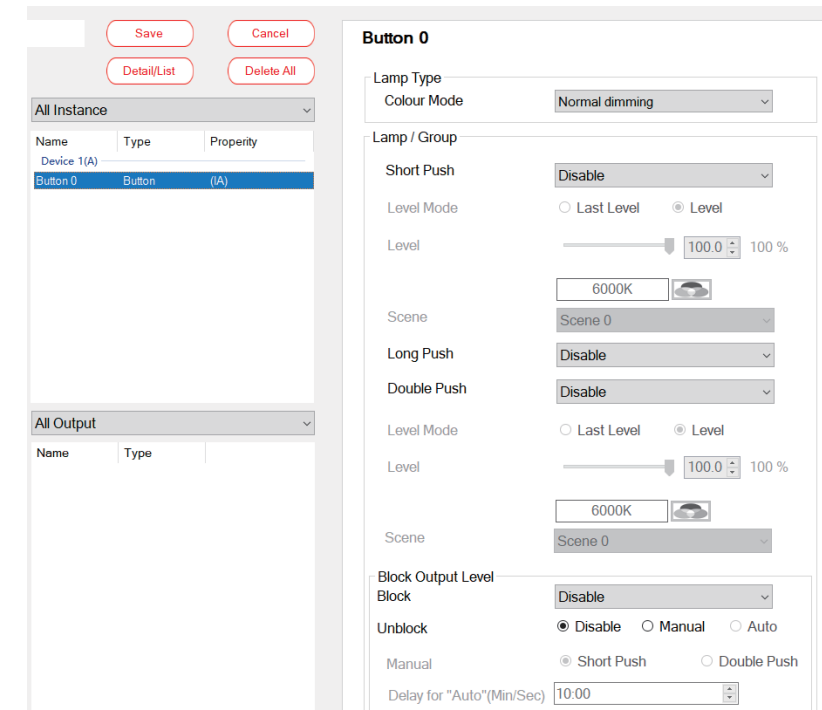 Save
Cancel
Detail/List
Delete All
All Instance
Name Type Properity
Device 1(A)
Button 0 Button (IA)
All Output
Name Type
Button 0
Lamp Type
Colour Mode Normal dimming
Lamp / Group
Short Push Disable
Level Mode Last Level Level
Level 100.0 100 %
6000K
Scene Scene 0
Long Push Disable
Double Push Disable
Level Mode Last Level Level
Level 100.0 100 %
6000K
Scene Scene 0
Block Output Level
Block Disable
Unblock Disable Manual Auto
Manual Short Push Double Push
Delay for "Auto"(Min/Sec) 10:00